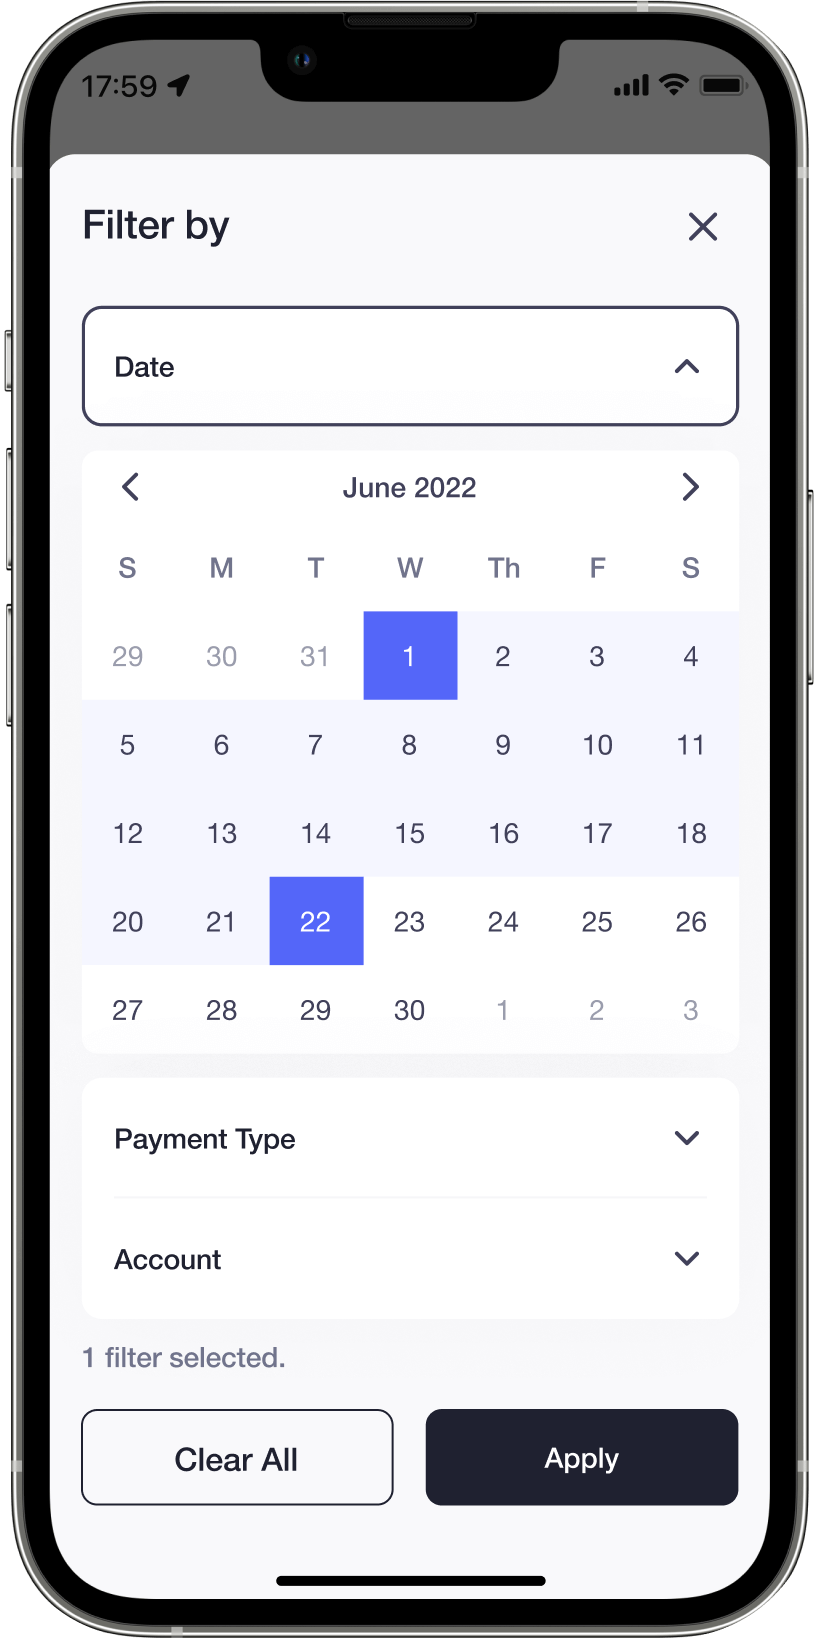 17:59
Filter by
Date
June 2022
S M T W Th F S
29 30 31 1 2 3 4
5 6 7 8 9 10 11
12 13 14 15 16 17 18
20 21 22 23 24 25 26
27 28 29 30 1 2 3
Payment Type
Account
1 filter selected.
Clear All Apply